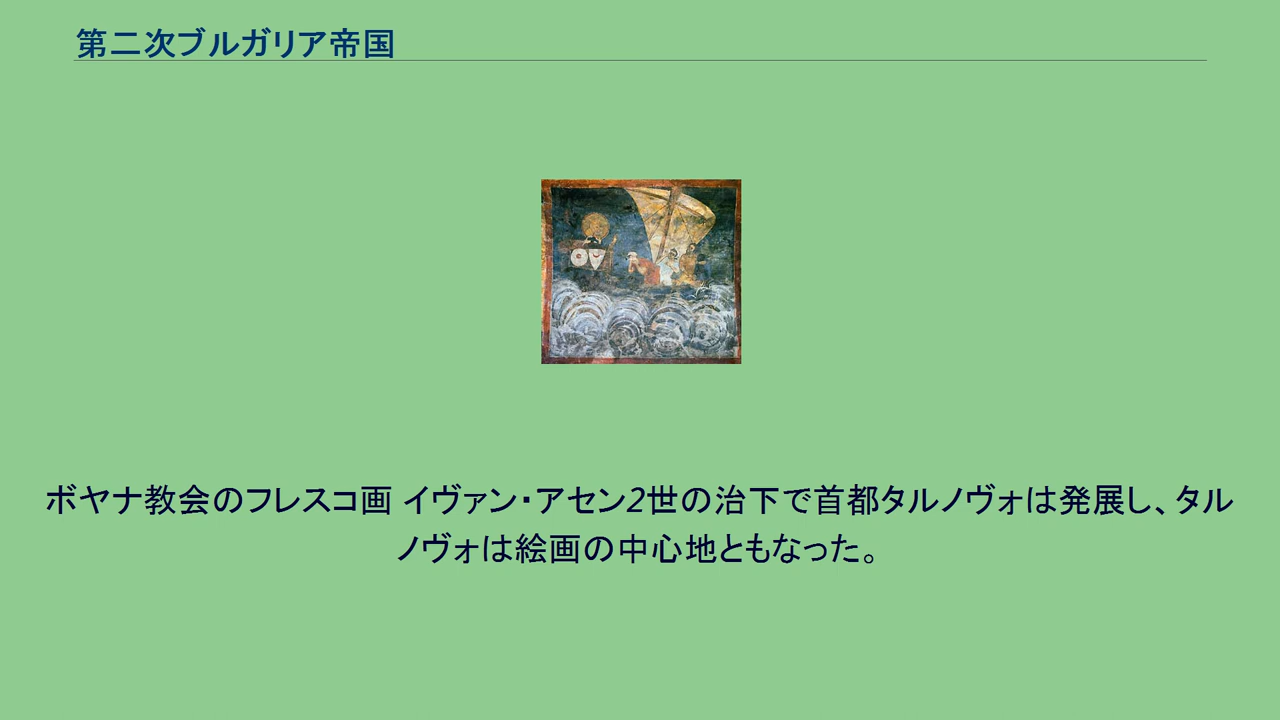 第二次ブルガリア帝国
ボヤナ教会のフレスコ画 イヴァン・アセン2世の治下で首都タルノヴォは発展し、タル
ノヴォは絵画の中心地ともなった。